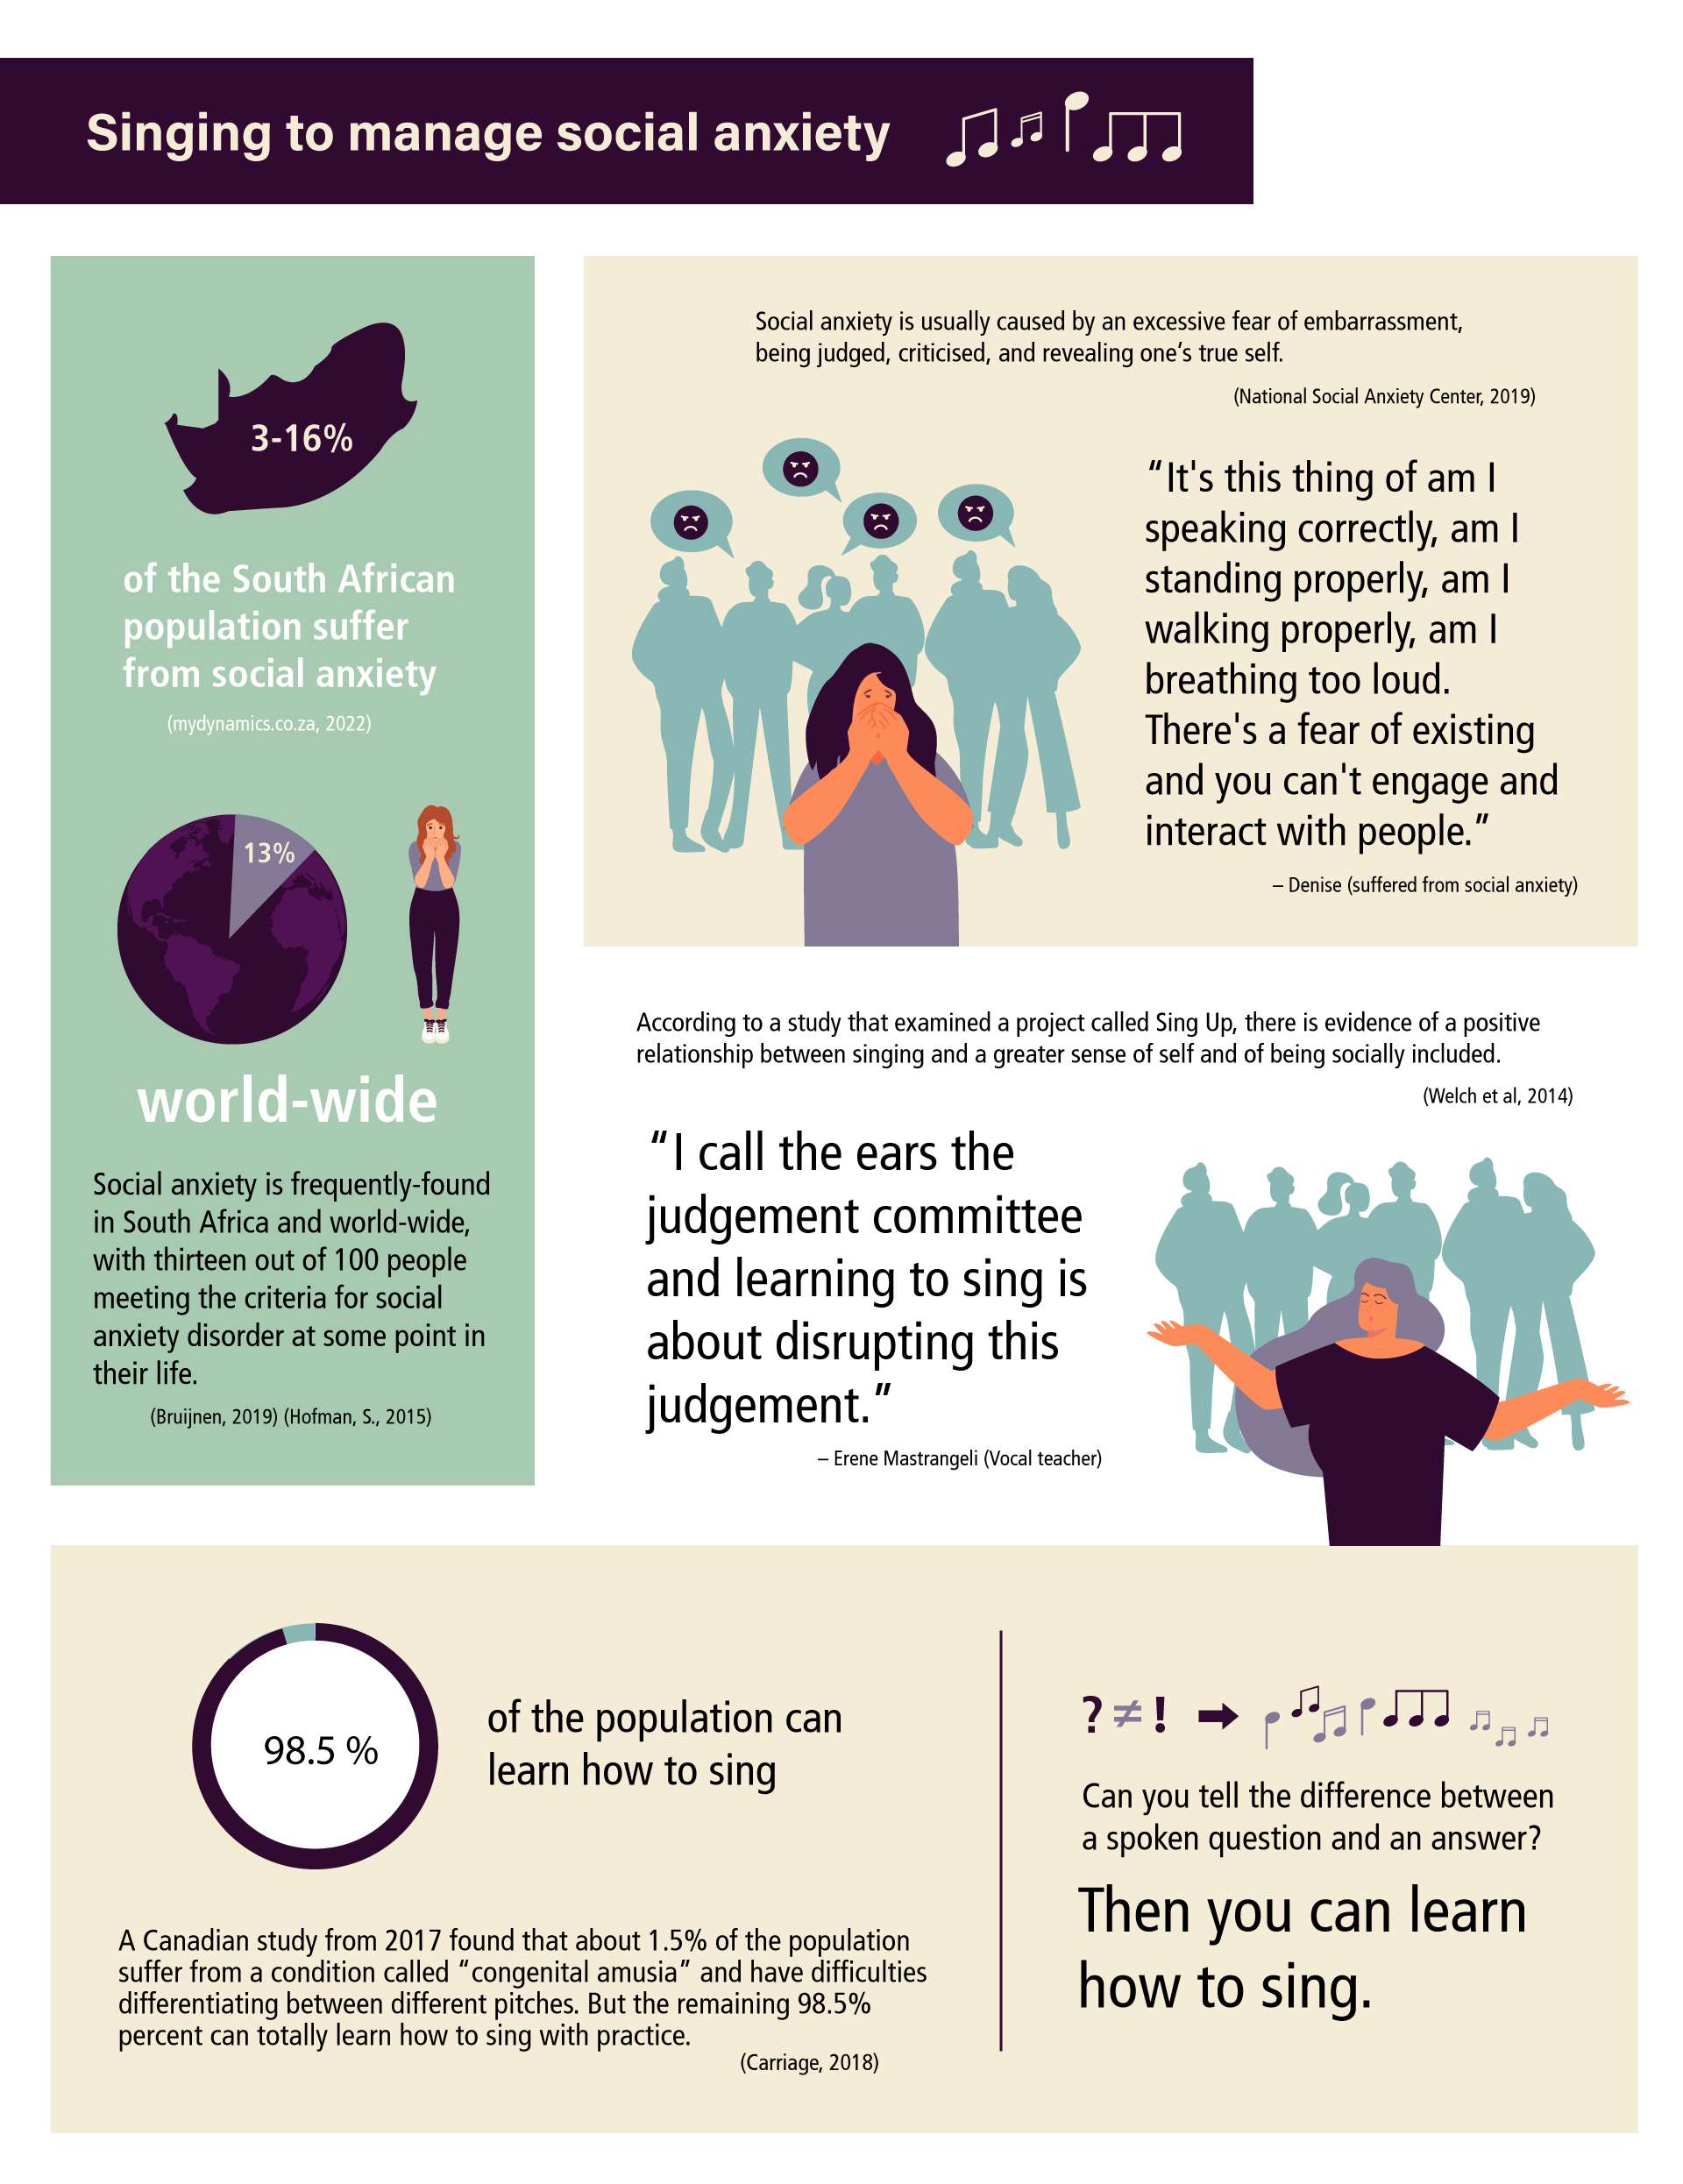 Singing to manage social anxiety
3-16%
of the South African
population suffer
from social anxiety
(mydynamics.co.za, 2022)
13%
world-wide
Social anxiety is frequently-found
in South Africa and world-wide,
with thirteen out of 100 people
meeting the criteria for social
anxiety disorder at some point in
their life.
(Bruijnen, 2019) (Hofman, S., 2015)
Social anxiety is usually caused by an excessive fear of embarrassment,
being judged, criticised, and revealing one’s true self.
(National Social Anxiety Center, 2019)
“It's this thing of am I
speaking correctly, am I
standing properly, am I
walking properly, am I
breathing too loud.
There's a fear of existing
and you can't engage and
interact with people.”
– Denise (suffered from social anxiety)
According to a study that examined a project called Sing Up, there is evidence of a positive
relationship between singing and a greater sense of self and of being socially included.
(Welch et al, 2014)
“I call the ears the
judgement committee
and learning to sing is
about disrupting this
judgement.”
– Erene Mastrangeli (Vocal teacher)
98.5 %
of the population can
learn how to sing
A Canadian study from 2017 found that about 1.5% of the population
suffer from a condition called “congenital amusia” and have difficulties
differentiating between different pitches. But the remaining 98.5%
percent can totally learn how to sing with practice.
(Carriage, 2018)
? ≠ !
Can you tell the difference between
a spoken question and an answer?
Then you can learn
how to sing.